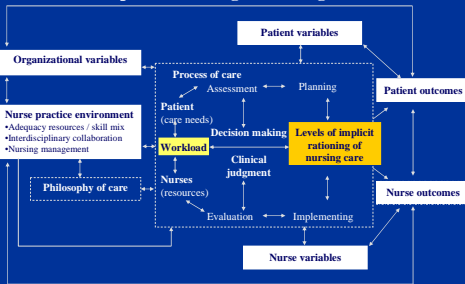 Patient variables
Organizational variables
Process of care
Assessment
Planning
Patient outcomes
Nurse practice environment
•Adequacy resources / skill mix
•Interdisciplinary collaboration
•Nursing management
Patient
(care needs)
Decision making
Levels of implicit
rationing of
nursing care
Workload
Clinical
judgment
Philosophy of care
Nurses
(resources)
Nurse outcomes
Evaluation
Implementing
Nurse variables